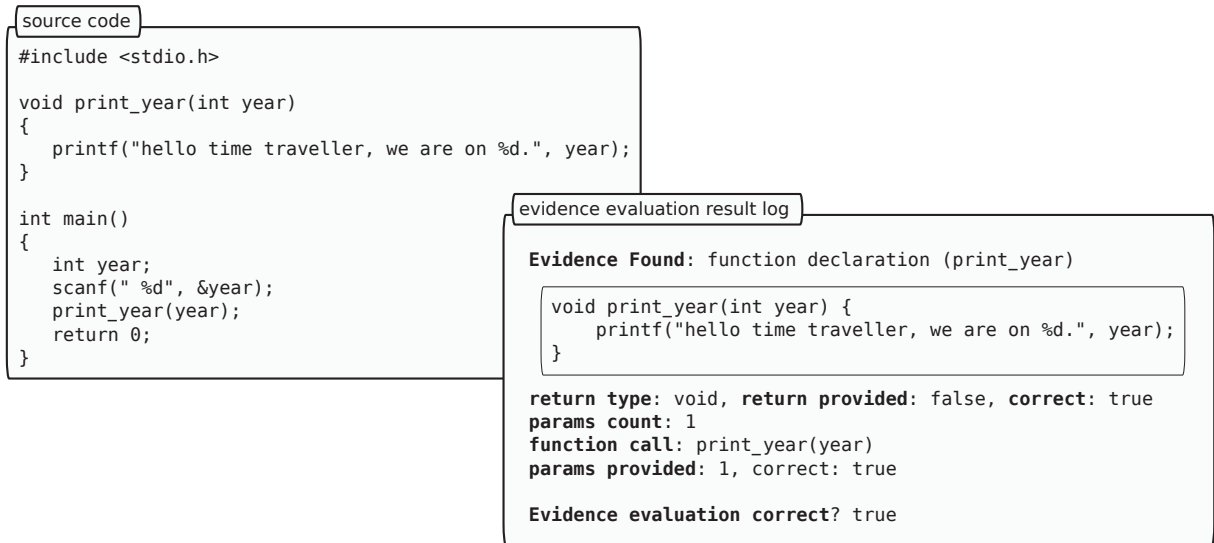 source code
#include <stdio.h>
void print_year(int year)
{
printf("hello time traveller, we are on %d.", year);
}
int main()
{
int year;
scanf(" %d", &year);
print_year(year);
return 0;
}
evidence evaluation result log
Evidence Found: function declaration (print_year)
void print_year(int year) {
printf("hello time traveller, we are on %d.", year);
}
return type: void, return provided: false, correct: true
params count: 1
function call: print_year(year)
params provided: 1, correct: true
Evidence evaluation correct? true